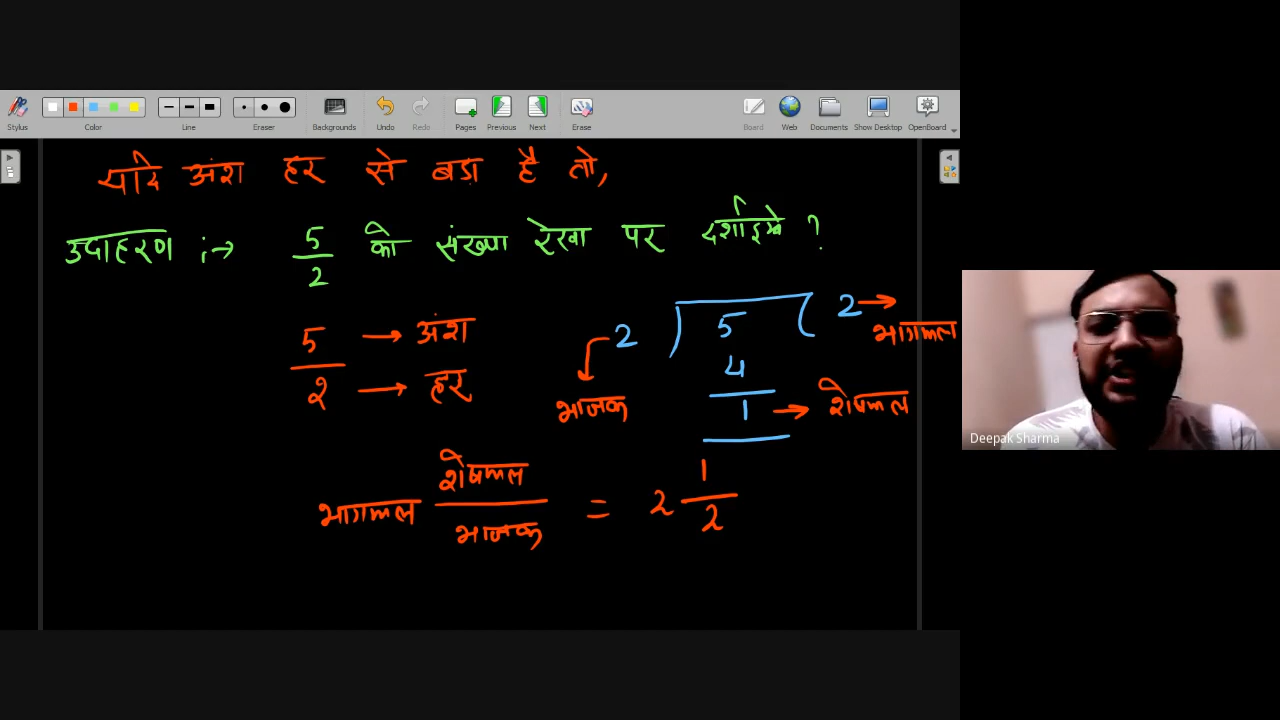 Stylus Color Line Eraser Backgrounds Undo Redo Pages Previous Next Erase Board Web Documents Show Desktop OpenBoard
यदि अंश हर से बड़ा है तो,
उदाहरण :→ 5/2 को संख्या रेखा पर दर्शाइये ?
5 → अंश
2 → हर
2 ) 5 ( 2 → भागफल
4
भाजक
1 → शेषफल
भागफल शेषफल/भाजक = 2 1/2
Deepak Sharma